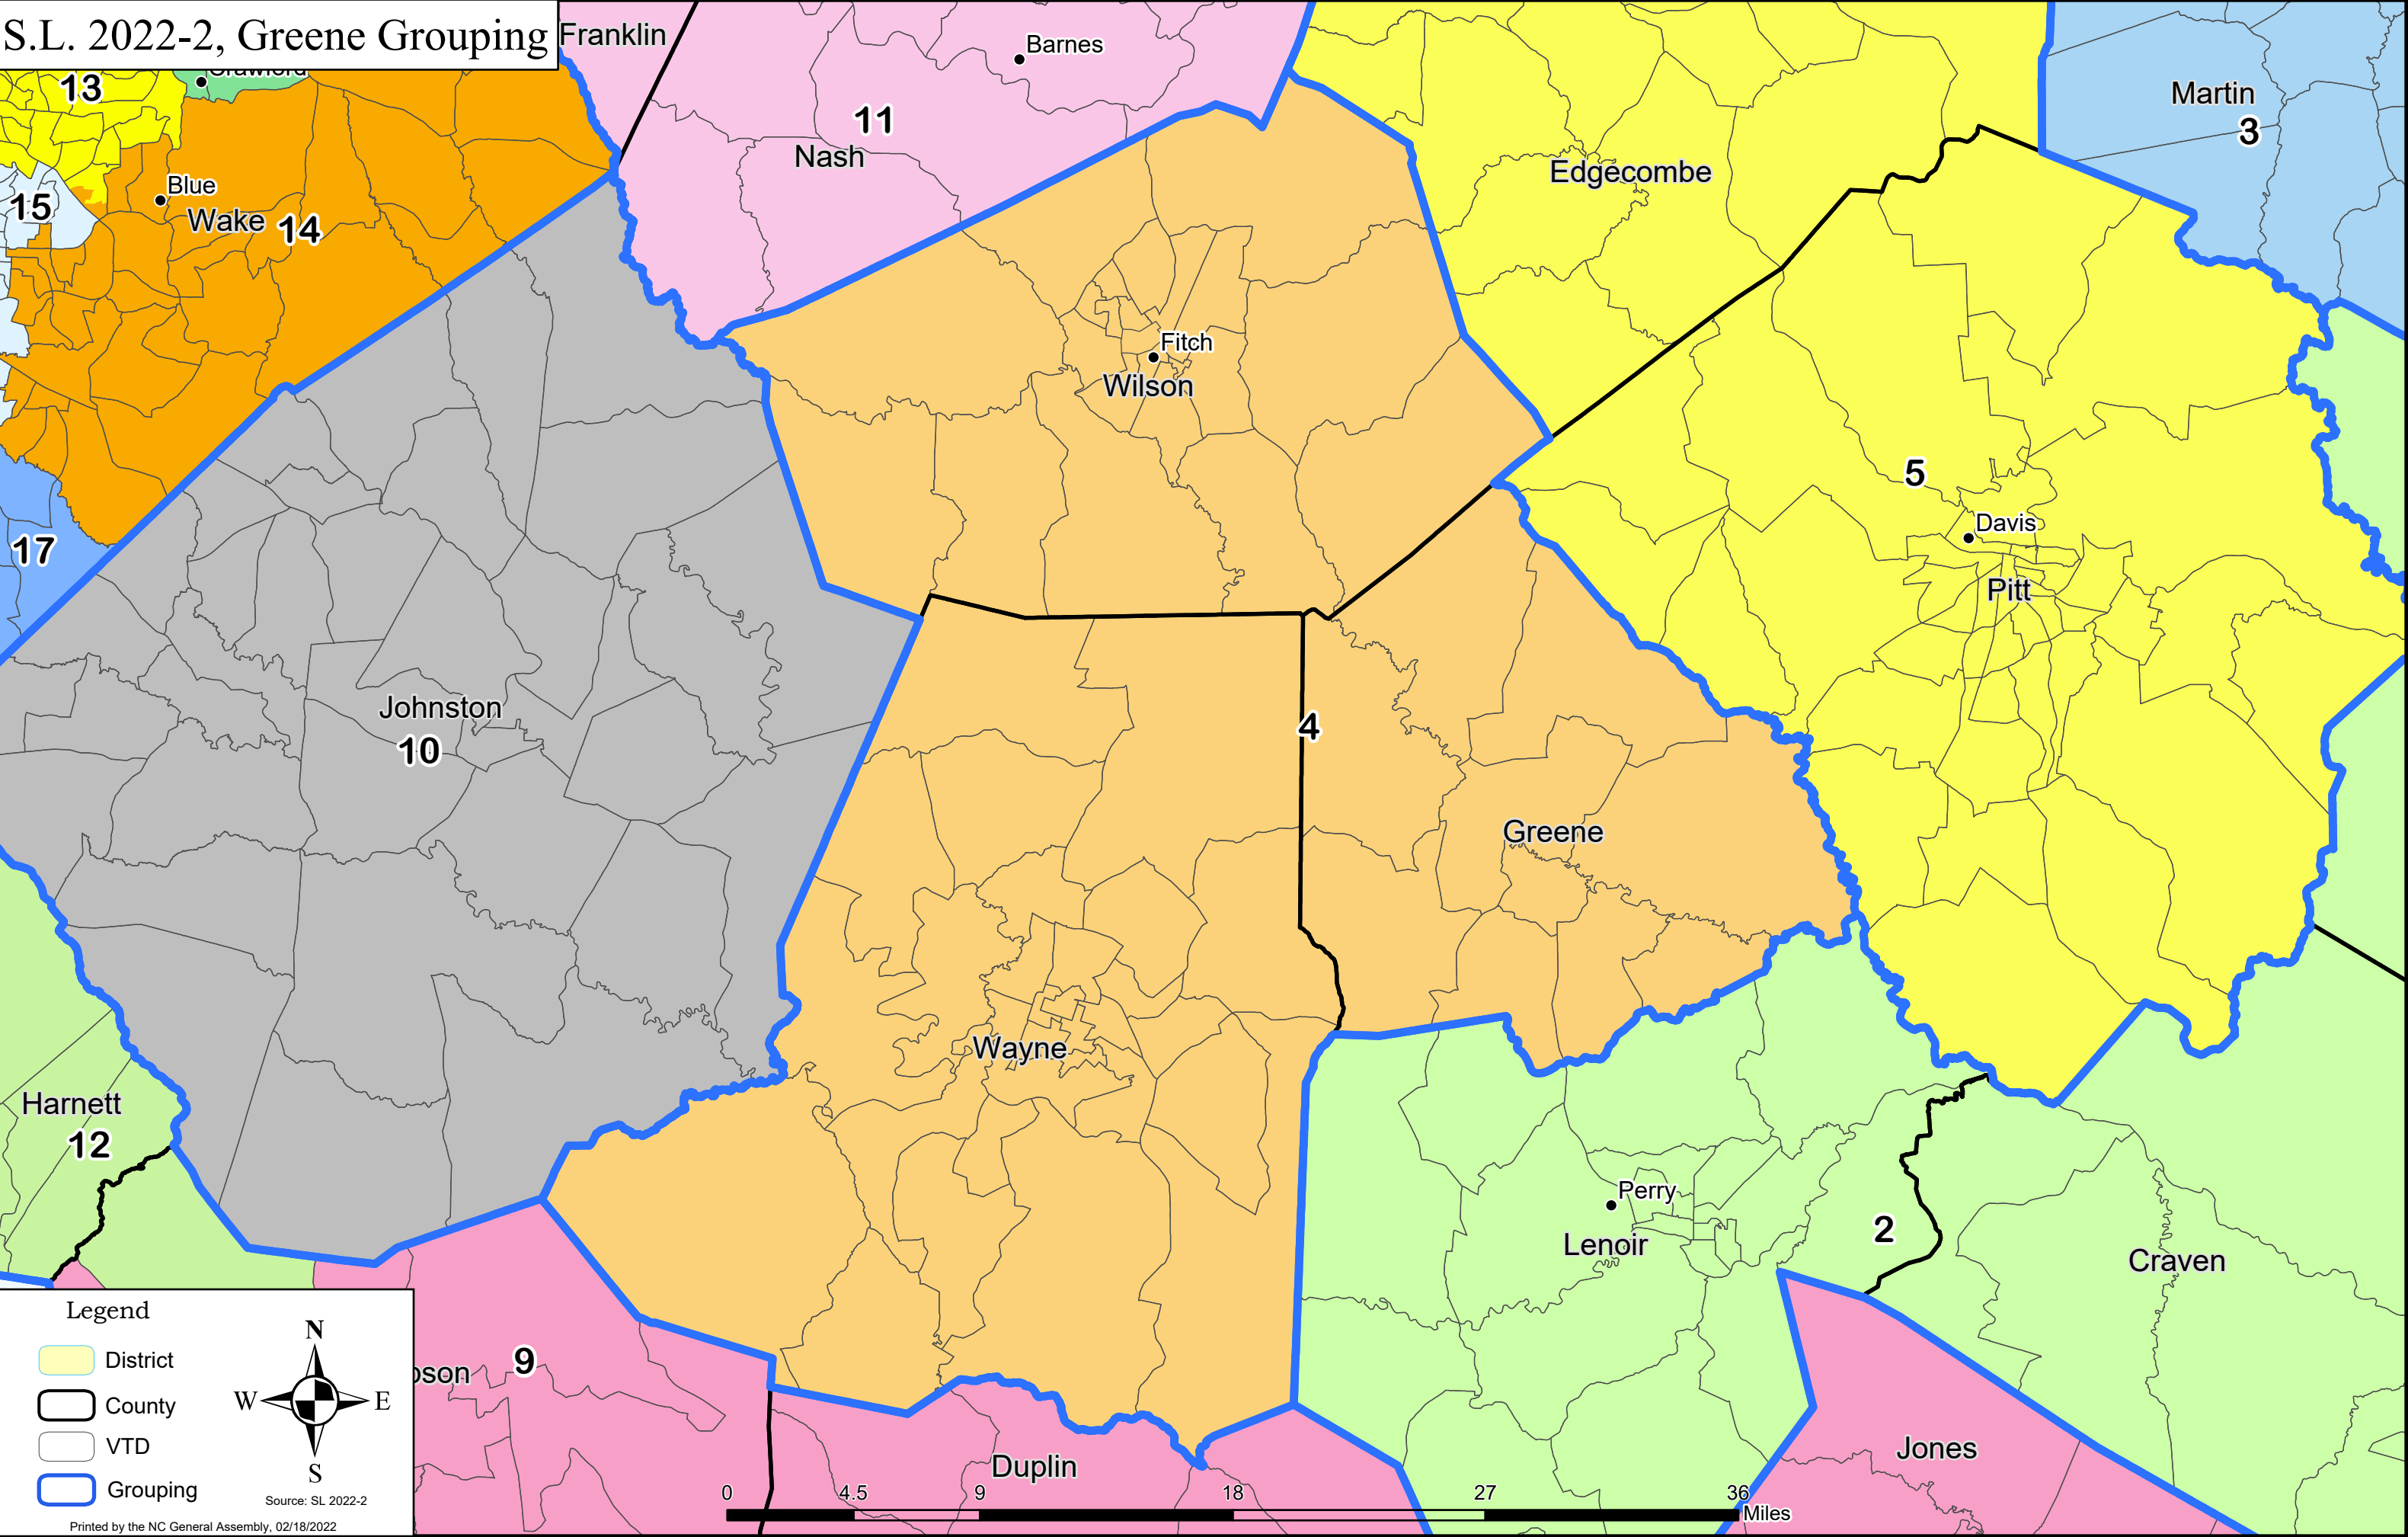 S.L. 2022-2, Greene Grouping
Franklin
Barnes
13
Martin
3
11
Nash
Edgecombe
Blue
15
Wake 14
Fitch
Wilson
5
Davis
17
Pitt
Johnston
10
4
Greene
Wayne
Harnett
12
Perry
2
Lenoir
Craven
Legend
District
County
VTD
Grouping
N
W
E
S
Source: SL 2022-2
Printed by the NC General Assembly, 02/18/2022
9
Duplin
Jones
0 4.5 9 18 27 36
Miles